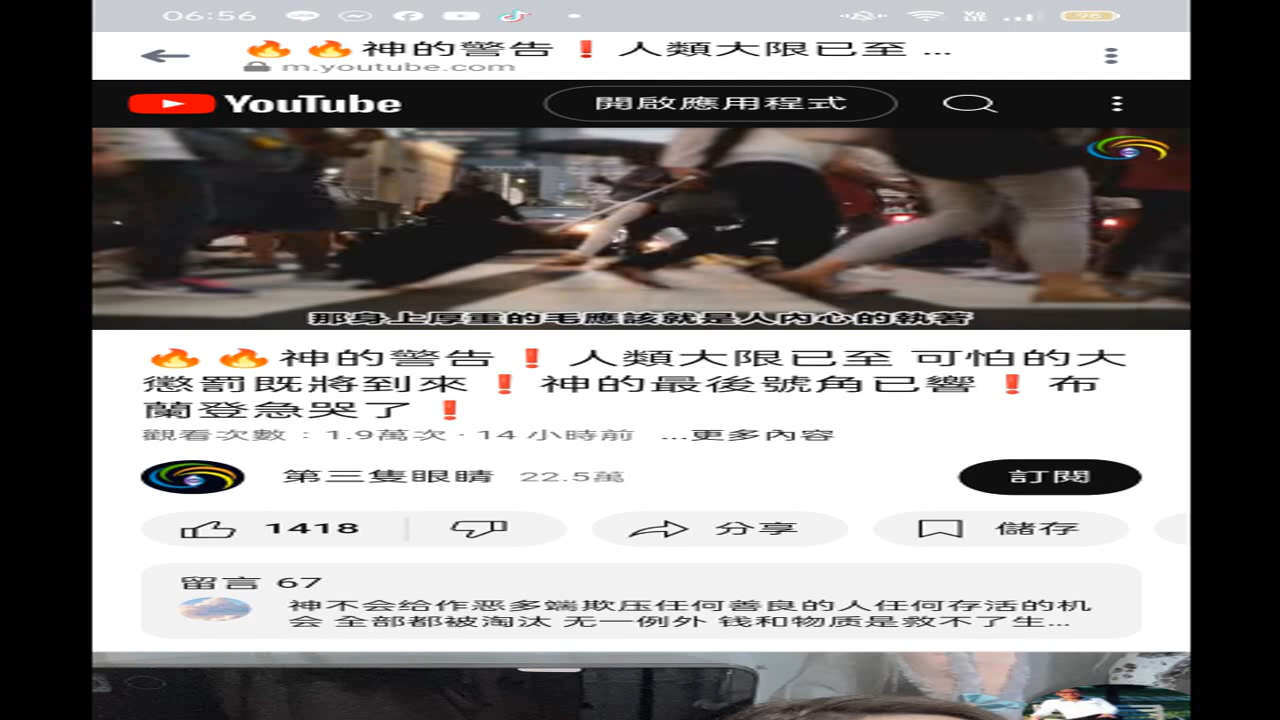 06:56
VO LTE
98
🔥🔥神的警告❗人類大限已至 ...
m.youtube.com
YouTube
開啟應用程式
那身上厚重的毛應該就是人內心的執著
🔥🔥神的警告❗人類大限已至 可怕的大
懲罰既將到來❗神的最後號角已響❗布
蘭登急哭了❗
觀看次數：1.9萬次 · 14 小時前 ...更多內容
第三隻眼睛 22.5萬
訂閱
1418
分享
儲存
留言 67
神不会给作恶多端欺压任何善良的人任何存活的机
会 全部都被淘汰 无一例外 钱和物质是救不了生...